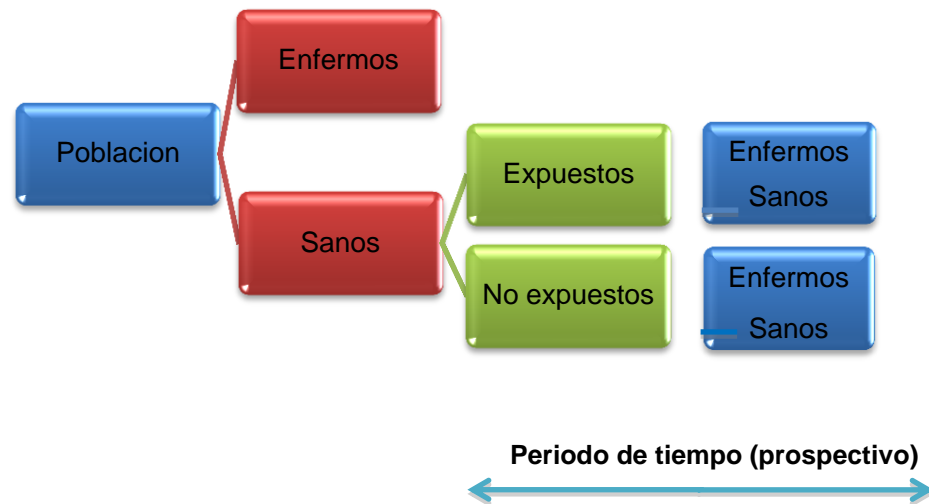 Enfermos
Poblacion
Sanos
Expuestos
No expuestos
Enfermos
Sanos
Enfermos
Sanos
Periodo de tiempo (prospectivo)